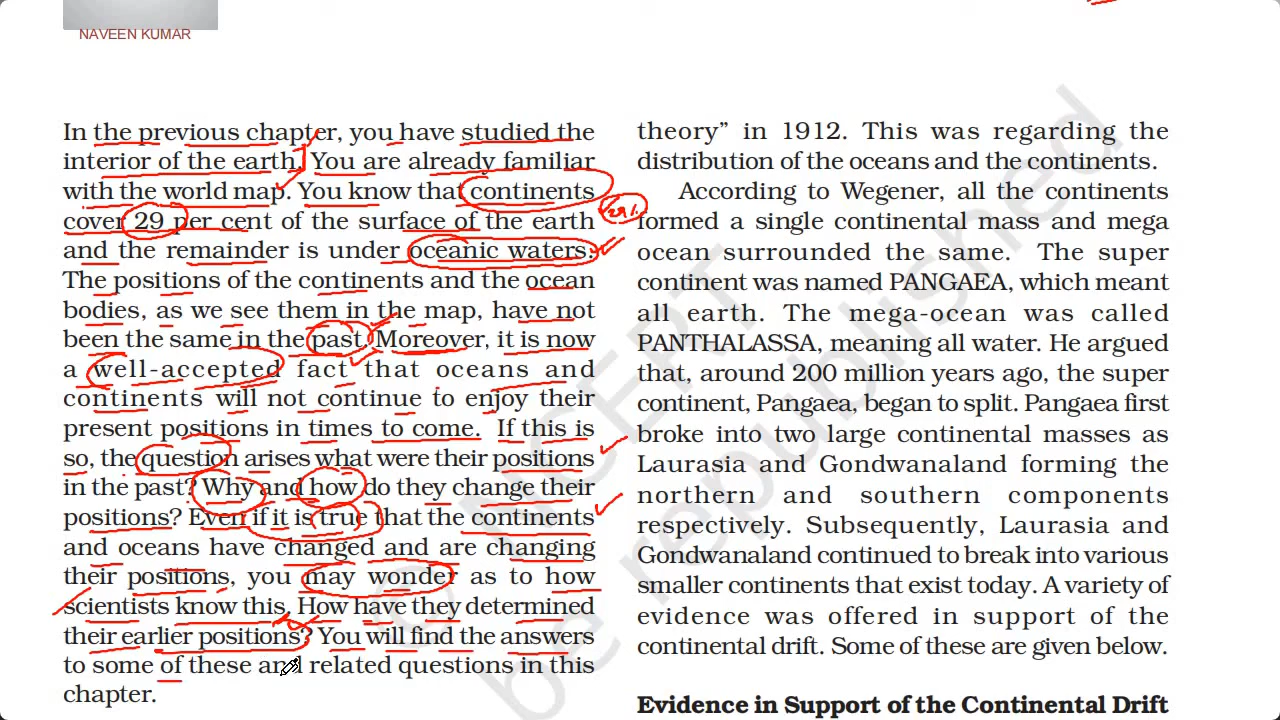 NAVEEN KUMAR
In the previous chapter, you have studied the
interior of the earth. You are already familiar
with the world map. You know that continents
cover 29 per cent of the surface of the earth
and the remainder is under oceanic waters.
The positions of the continents and the ocean
bodies, as we see them in the map, have not
been the same in the past. Moreover, it is now
a well-accepted fact that oceans and
continents will not continue to enjoy their
present positions in times to come. If this is
so, the question arises what were their positions
in the past? Why and how do they change their
positions? Even if it is true that the continents
and oceans have changed and are changing
their positions, you may wonder as to how
scientists know this. How have they determined
their earlier positions? You will find the answers
to some of these and related questions in this
chapter.
29%
theory” in 1912. This was regarding the
distribution of the oceans and the continents.
According to Wegener, all the continents
formed a single continental mass and mega
ocean surrounded the same. The super
continent was named PANGAEA, which meant
all earth. The mega-ocean was called
PANTHALASSA, meaning all water. He argued
that, around 200 million years ago, the super
continent, Pangaea, began to split. Pangaea first
broke into two large continental masses as
Laurasia and Gondwanaland forming the
northern and southern components
respectively. Subsequently, Laurasia and
Gondwanaland continued to break into various
smaller continents that exist today. A variety of
evidence was offered in support of the
continental drift. Some of these are given below.
Evidence in Support of the Continental Drift
© NCERT
be republished